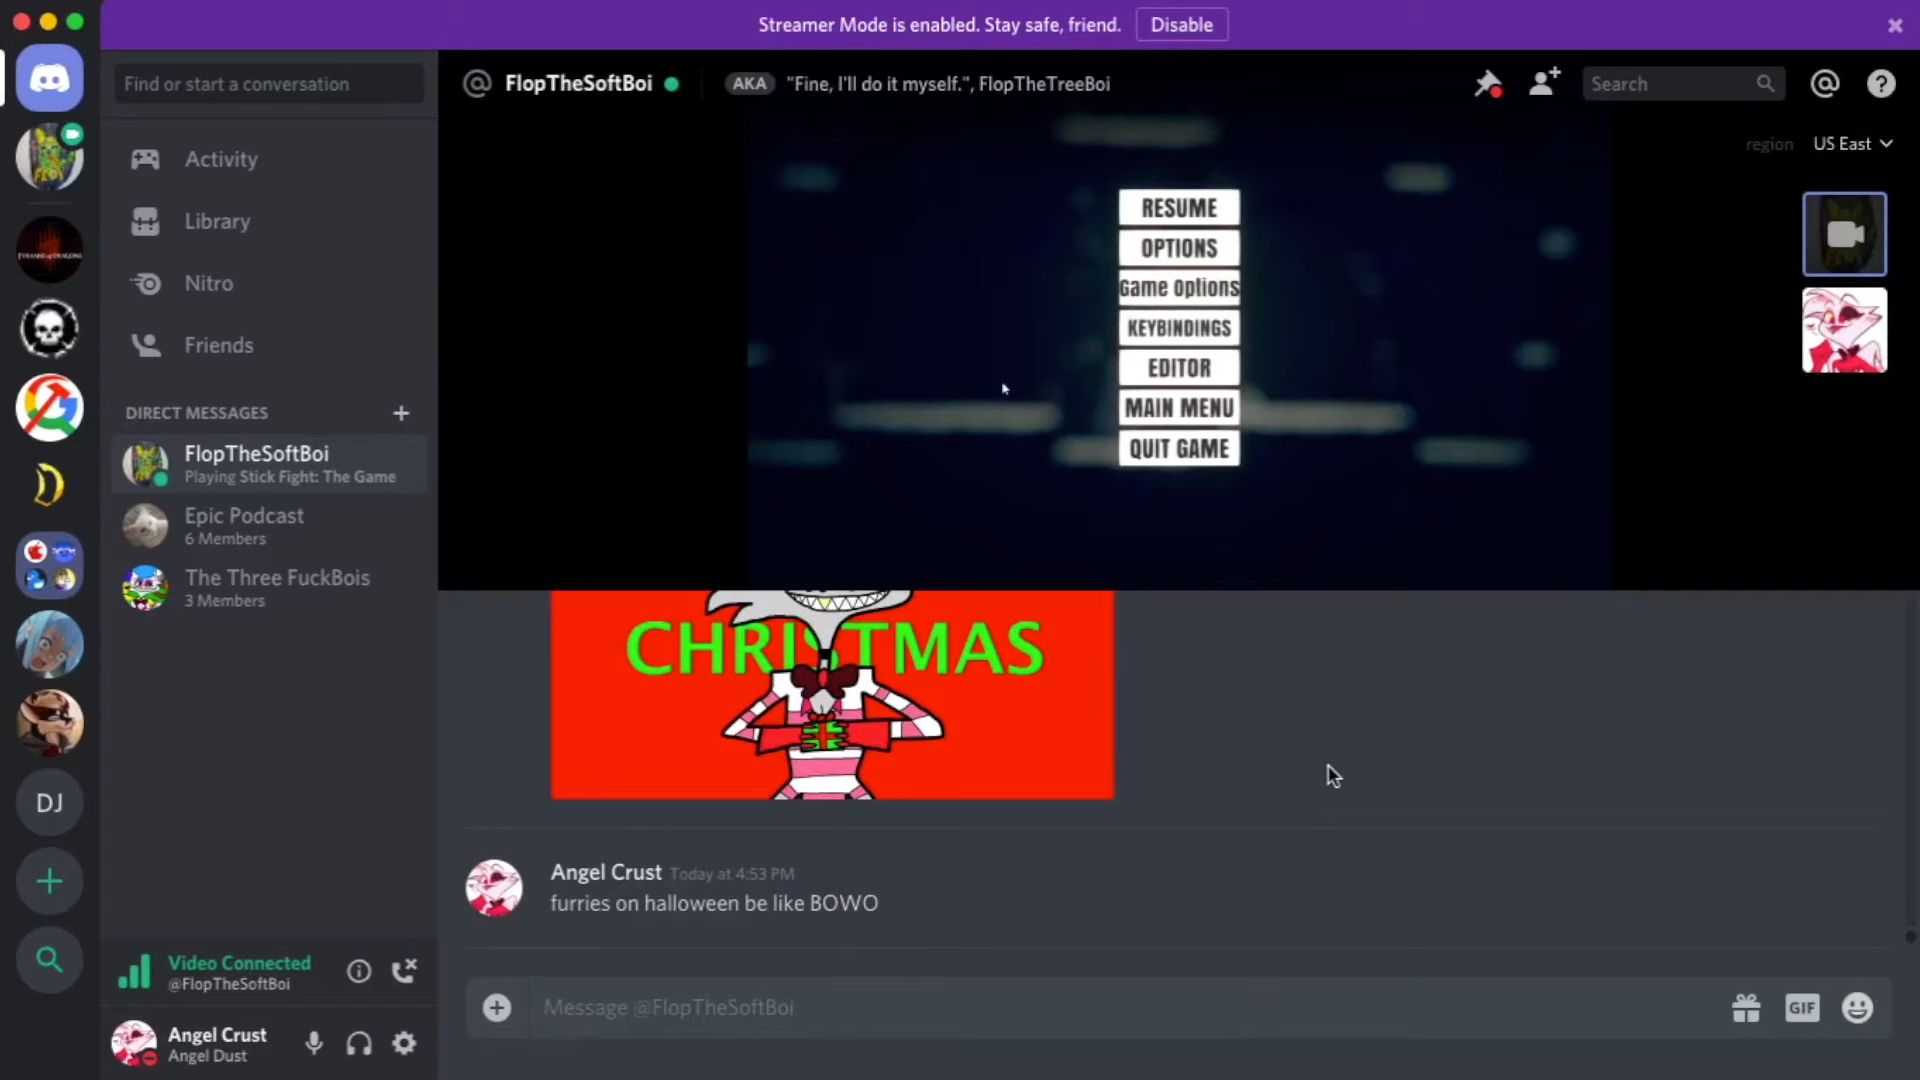 Streamer Mode is enabled. Stay safe, friend.
Disable
Find or start a conversation
FlopTheSoftBoi
AKA
"Fine, I'll do it myself.", FlopTheTreeBoi
Search
region
US East
Activity
Library
Nitro
Friends
DIRECT MESSAGES
FlopTheSoftBoi
Playing Stick Fight: The Game
Epic Podcast
6 Members
The Three FuckBois
3 Members
DJ
RESUME
OPTIONS
Game Options
KEYBINDINGS
EDITOR
MAIN MENU
QUIT GAME
CHRISTMAS
Angel Crust Today at 4:53 PM
furries on halloween be like BOWO
Video Connected
@FlopTheSoftBoi
Angel Crust
Angel Dust
Message @FlopTheSoftBoi
GIF